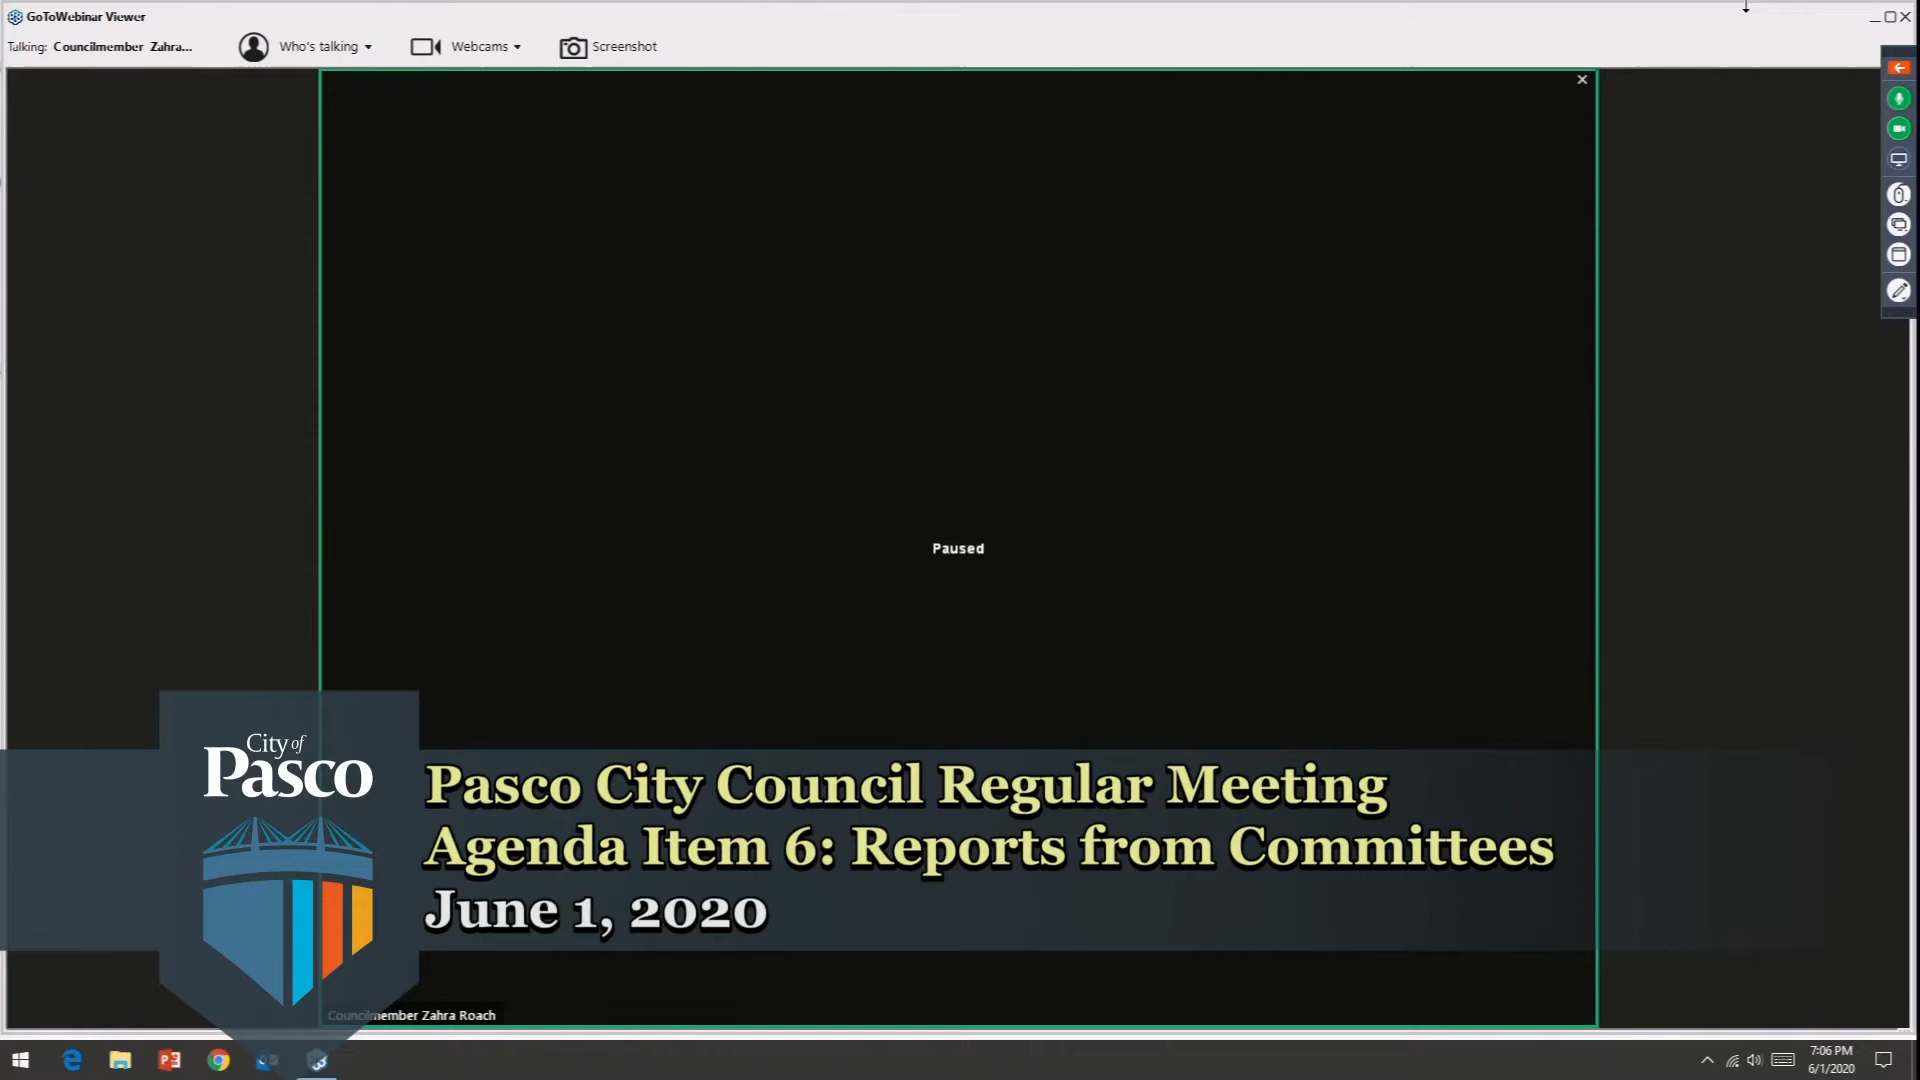 GoToWebinar Viewer
Talking: Councilmember Zahra...
Who's talking
Webcams
Screenshot
Paused
City of
Pasco
Pasco City Council Regular Meeting
Agenda Item 6: Reports from Committees
June 1, 2020
Councilmember Zahra Roach
7:06 PM
6/1/2020